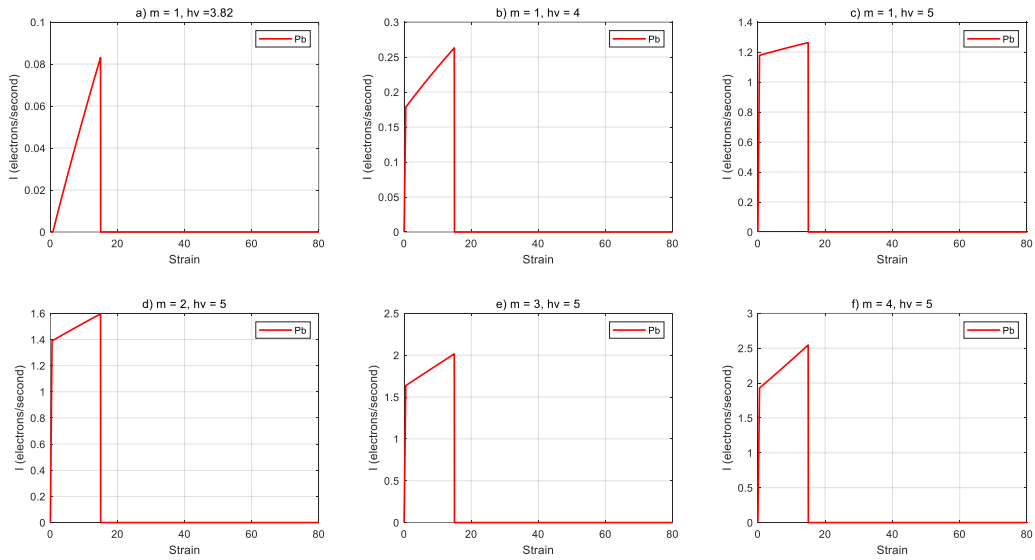 a) m = 1, hv =3.82
0.1
0.08
0.06
0.04
0.02
0
I (electrons/second)
Pb
0 20 40 60 80
Strain
b) m = 1, hv = 4
0.3
0.25
0.2
0.15
0.1
0.05
0
I (electrons/second)
Pb
0 20 40 60 80
Strain
c) m = 1, hv = 5
1.4
1.2
1
0.8
0.6
0.4
0.2
0
I (electrons/second)
Pb
0 20 40 60 80
Strain
d) m = 2, hv = 5
1.6
1.4
1.2
1
0.8
0.6
0.4
0.2
0
I (electrons/second)
Pb
0 20 40 60 80
Strain
e) m = 3, hv = 5
2.5
2
1.5
1
0.5
0
I (electrons/second)
Pb
0 20 40 60 80
Strain
f) m = 4, hv = 5
3
2.5
2
1.5
1
0.5
0
I (electrons/second)
Pb
0 20 40 60 80
Strain